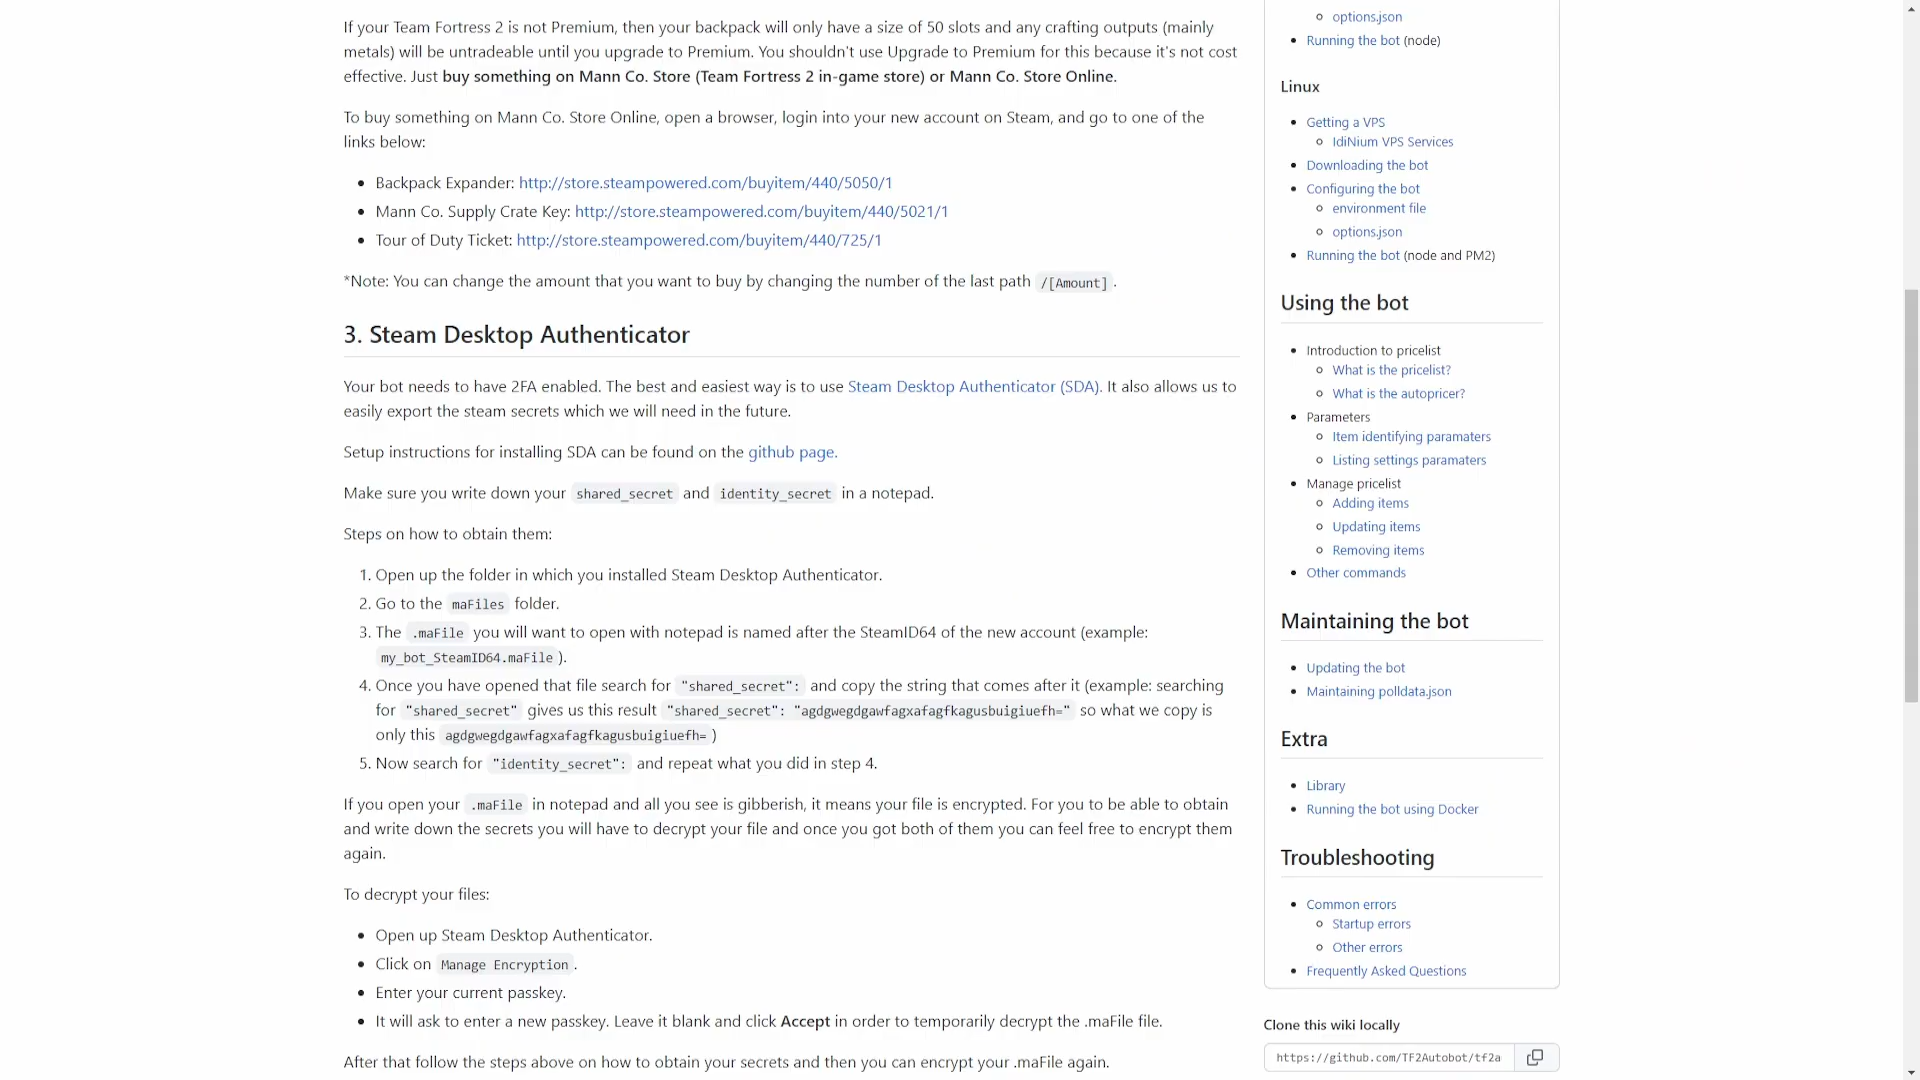 If your Team Fortress 2 is not Premium, then your backpack will only have a size of 50 slots and any crafting outputs (mainly
metals) will be untradeable until you upgrade to Premium. You shouldn't use Upgrade to Premium for this because it's not cost
effective. Just buy something on Mann Co. Store (Team Fortress 2 in-game store) or Mann Co. Store Online.
To buy something on Mann Co. Store Online, open a browser, login into your new account on Steam, and go to one of the
links below:
• Backpack Expander: http://store.steampowered.com/buyitem/440/5050/1
• Mann Co. Supply Crate Key: http://store.steampowered.com/buyitem/440/5021/1
• Tour of Duty Ticket: http://store.steampowered.com/buyitem/440/725/1
*Note: You can change the amount that you want to buy by changing the number of the last path /[Amount] .
3. Steam Desktop Authenticator
Your bot needs to have 2FA enabled. The best and easiest way is to use Steam Desktop Authenticator (SDA). It also allows us to
easily export the steam secrets which we will need in the future.
Setup instructions for installing SDA can be found on the github page.
Make sure you write down your shared_secret and identity_secret in a notepad.
Steps on how to obtain them:
1. Open up the folder in which you installed Steam Desktop Authenticator.
2. Go to the maFiles folder.
3. The .maFile you will want to open with notepad is named after the SteamID64 of the new account (example:
my_bot_SteamID64.maFile ).
4. Once you have opened that file search for "shared_secret": and copy the string that comes after it (example: searching
for "shared_secret" gives us this result "shared_secret": "agdgwegdgawfagxafagfkagusbuigiuefh=" so what we copy is
only this agdgwegdgawfagxafagfkagusbuigiuefh= )
5. Now search for "identity_secret": and repeat what you did in step 4.
If you open your .maFile in notepad and all you see is gibberish, it means your file is encrypted. For you to be able to obtain
and write down the secrets you will have to decrypt your file and once you got both of them you can feel free to encrypt them
again.
To decrypt your files:
• Open up Steam Desktop Authenticator.
• Click on Manage Encryption .
• Enter your current passkey.
• It will ask to enter a new passkey. Leave it blank and click Accept in order to temporarily decrypt the .maFile file.
After that follow the steps above on how to obtain your secrets and then you can encrypt your .maFile again.
options.json
• Running the bot (node)
Linux
• Getting a VPS
IdiNium VPS Services
• Downloading the bot
• Configuring the bot
environment file
options.json
• Running the bot (node and PM2)
Using the bot
• Introduction to pricelist
What is the pricelist?
What is the autopricer?
• Parameters
Item identifying paramaters
Listing settings paramaters
• Manage pricelist
Adding items
Updating items
Removing items
• Other commands
Maintaining the bot
• Updating the bot
• Maintaining polldata.json
Extra
• Library
• Running the bot using Docker
Troubleshooting
• Common errors
Startup errors
Other errors
• Frequently Asked Questions
Clone this wiki locally
https://github.com/TF2Autobot/tf2a